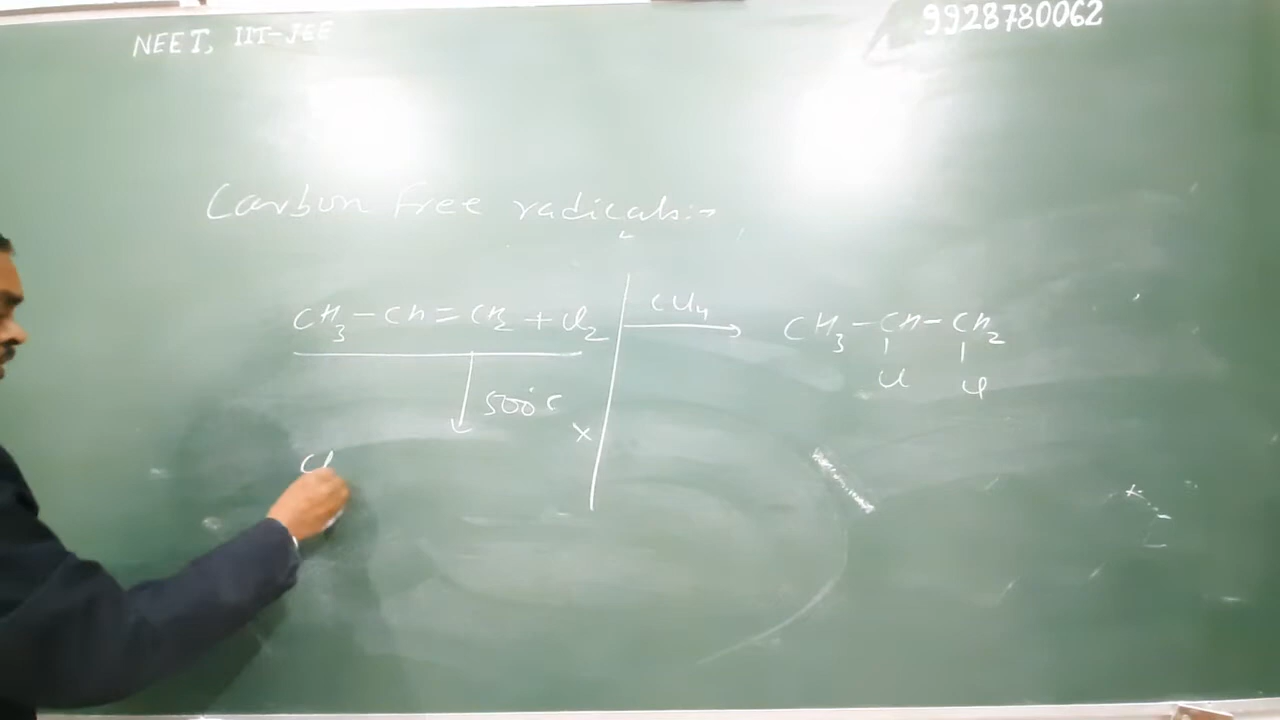 NEET, IIT-JEE
9928780062
Carbon free radicals:-
CH3-CH=CH2+Cl2
CCl4
CH3-CH-CH2
Cl Cl
500°C
x